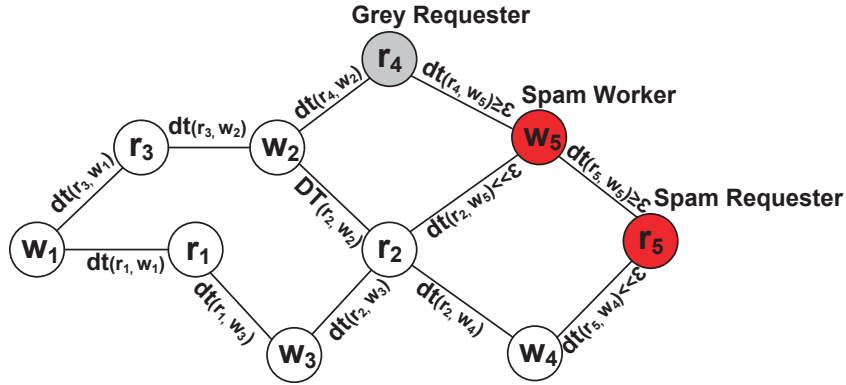 Grey Requester
r4
dt(r4, w2)
dt(r4, w5)≥ε
Spam Worker
w5
r3
dt(r3, w2)
w2
dt(r3, w1)
DT(r2, w2)
dt(r2, w5)<<ε
dt(r5, w5)≥ε
Spam Requester
w1
r1
r2
r5
dt(r1, w1)
dt(r1, w3)
dt(r2, w3)
dt(r2, w4)
dt(r5, w4)<<ε
w3
w4